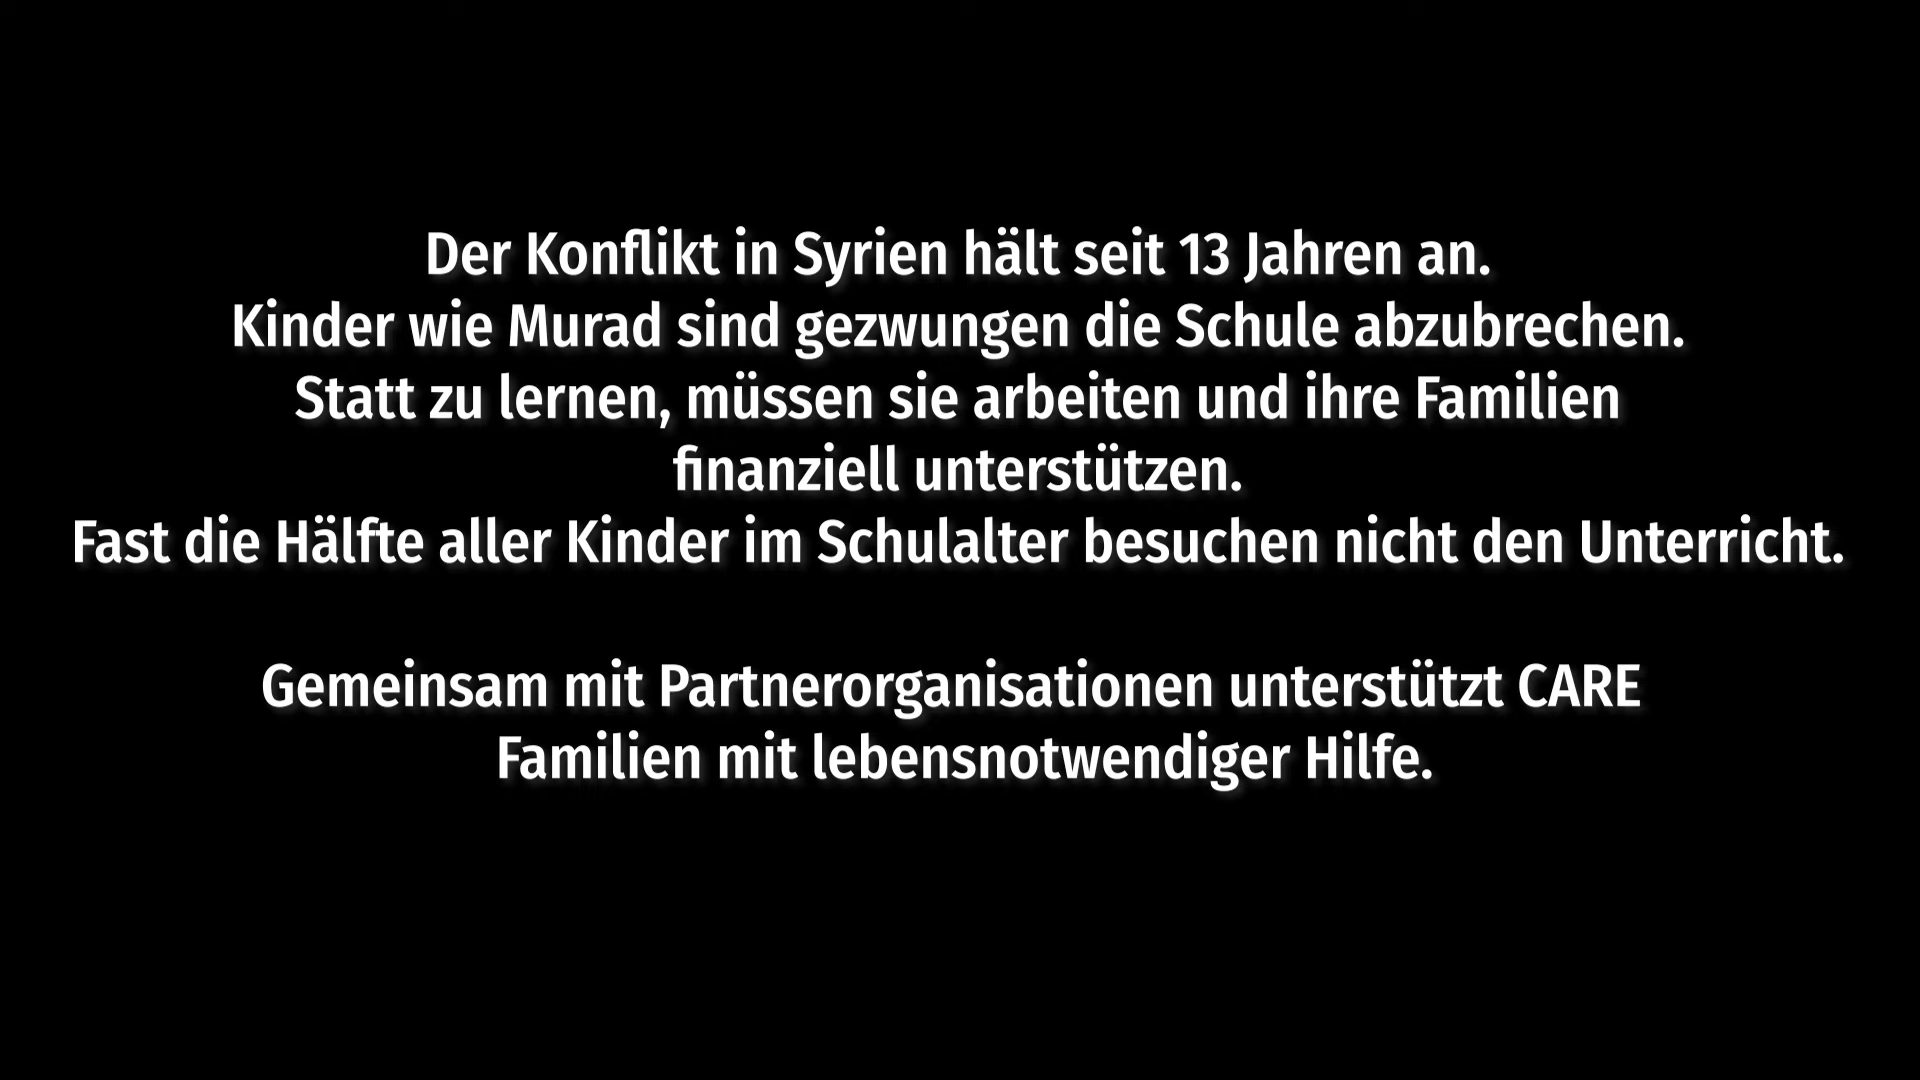 Der Konflikt in Syrien hält seit 13 Jahren an.
Kinder wie Murad sind gezwungen die Schule abzubrechen.
Statt zu lernen, müssen sie arbeiten und ihre Familien
finanziell unterstützen.
Fast die Hälfte aller Kinder im Schulalter besuchen nicht den Unterricht.
Gemeinsam mit Partnerorganisationen unterstützt CARE
Familien mit lebensnotwendiger Hilfe.